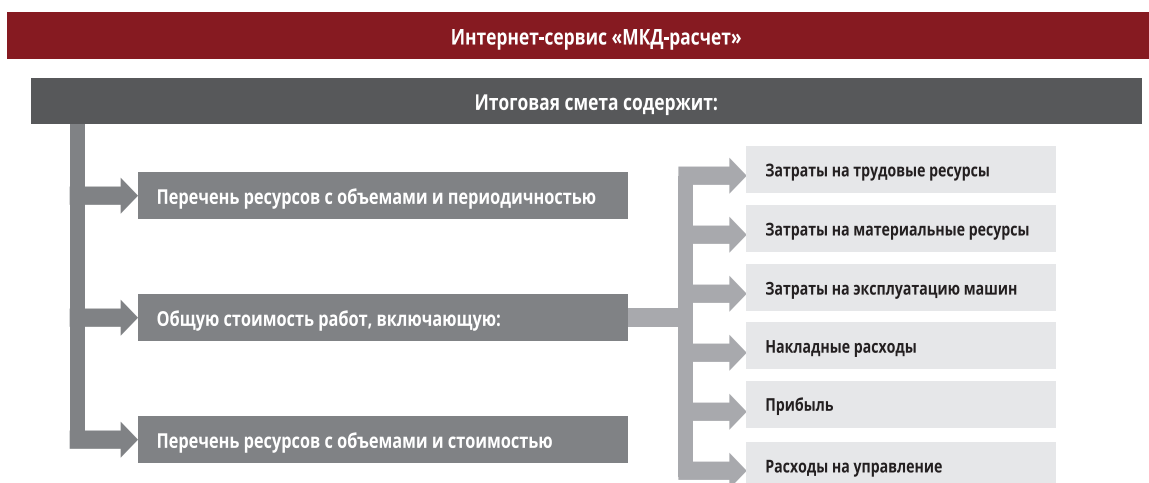 Интернет-сервис «МКД-расчет»
Итоговая смета содержит:
Перечень ресурсов с объемами и периодичностью
Общую стоимость работ, включающую:
Перечень ресурсов с объемами и стоимостью
Затраты на трудовые ресурсы
Затраты на материальные ресурсы
Затраты на эксплуатацию машин
Накладные расходы
Прибыль
Расходы на управление